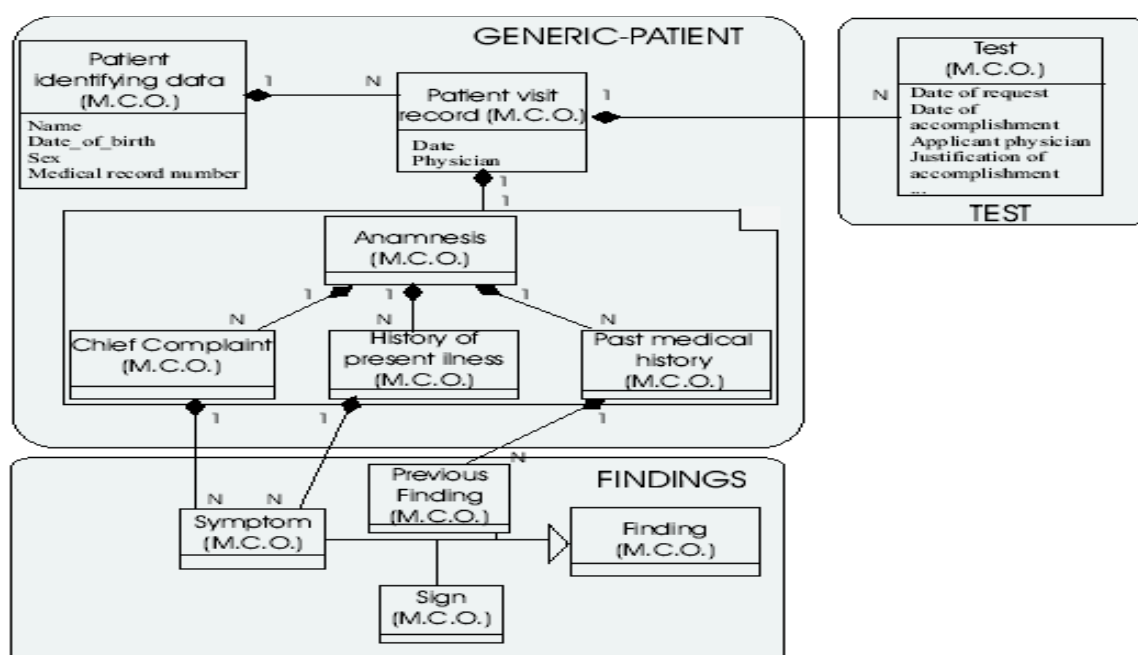 GENERIC-PATIENT
Patient
identifying data
(M.C.O.)
Name
Date_of_birth
Sex
Medical record number
1
N
Patient visit
record (M.C.O.)
Date
Physician
1
N
Test
(M.C.O.)
Date of request
Date of
accomplishment
Applicant physician
Justification of
accomplishment
...
TEST
1
1
Anamnesis
(M.C.O.)
1
1
1
N
N
N
Chief Complaint
(M.C.O.)
History of
present ilness
(M.C.O.)
Past medical
history
(M.C.O.)
1
1
1
N
N
N
FINDINGS
Previous
Finding
(M.C.O.)
Symptom
(M.C.O.)
Finding
(M.C.O.)
Sign
(M.C.O.)